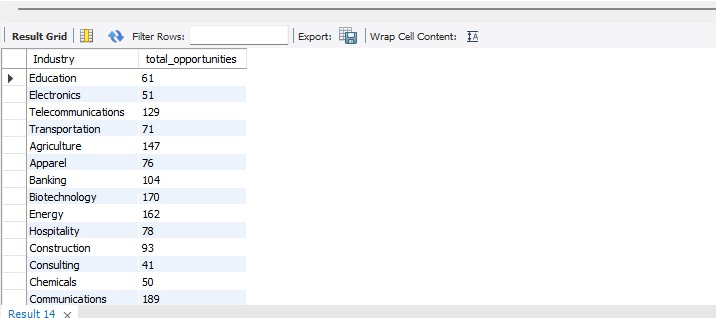 Result Grid Filter Rows: Export: Wrap Cell Content: IA
Industry total_opportunities
Education 61
Electronics 51
Telecommunications 129
Transportation 71
Agriculture 147
Apparel 76
Banking 104
Biotechnology 170
Energy 162
Hospitality 78
Construction 93
Consulting 41
Chemicals 50
Communications 189
Result 14 ×